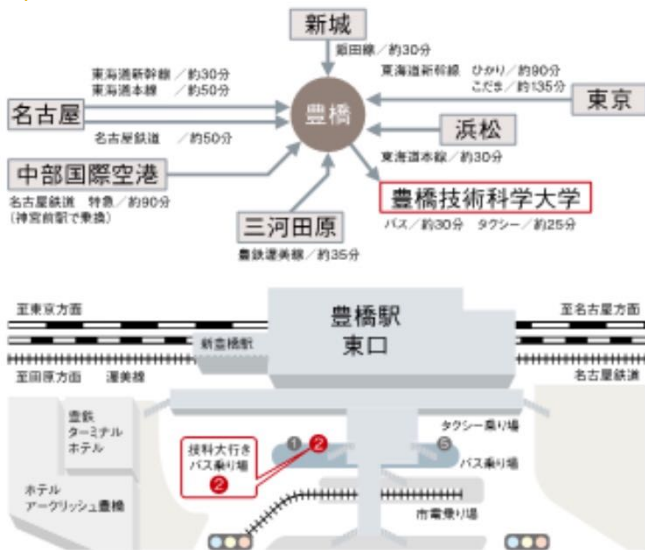 新城
飯田線／約30分
東海道新幹線／約30分
東海道本線／約50分
東海道新幹線 ひかり／約90分
こだま／約135分
名古屋
豊橋
東京
名古屋鉄道 ／約50分
浜松
東海道本線／約30分
中部国際空港
名古屋鉄道 特急／約90分
（神宮前駅で乗換）
豊橋技術科学大学
バス／約30分 タクシー／約25分
三河田原
豊鉄渥美線／約35分
至東京方面
豊橋駅
東口
至名古屋方面
新豊橋駅
至田原方面 渥美線
名古屋鉄道
豊鉄
ターミナル
ホテル
技科大行き
バス乗り場
2
1
2
タクシー乗り場
バス乗り場
ホテル
アークリッシュ豊橋
市電乗り場